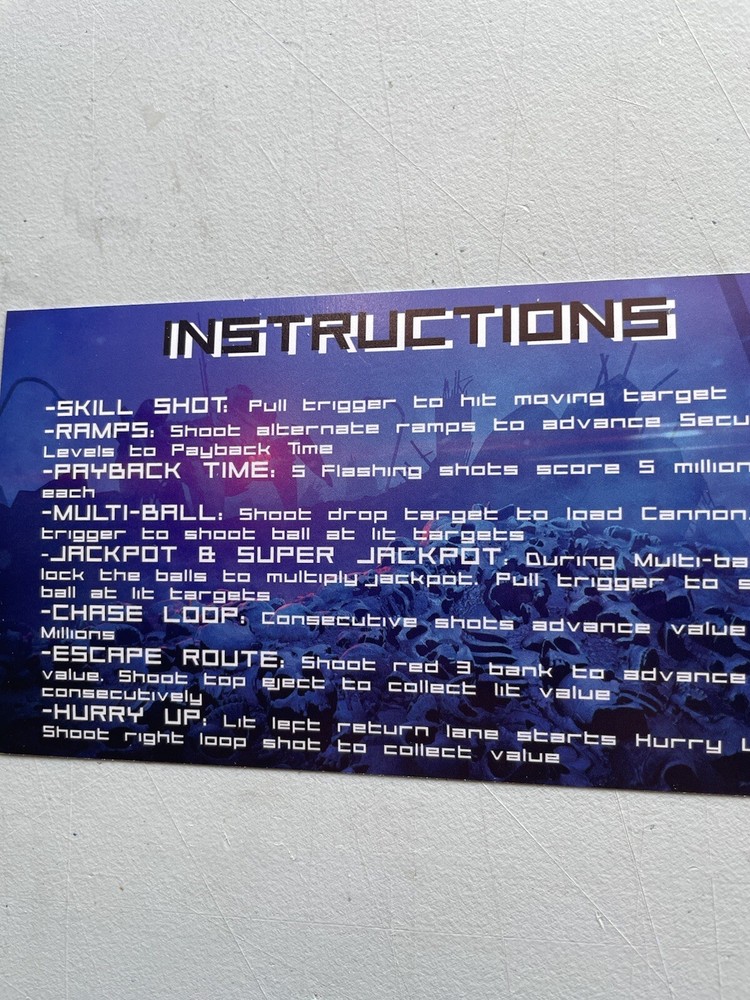 INSTRUCTIONS
-SKILL SHOT: Pull trigger to hit moving target
-RAMPS: Shoot alternate ramps to advance Secu
Levels to Payback Time
-PAYBACK TIME: 5 Flashing shots score 5 million
each
-MULTI-BALL: Shoot drop target to load Cannon.
trigger to shoot ball at lit targets
-JACKPOT & SUPER JACKPOT. During Multi-ba
lock the balls to multiply jackpot. Pull trigger to s
ball at lit targets
-CHASE LOOP: Consecutive shots advance value
Millions
-ESCAPE ROUTE: Shoot red 3 bank to advance
value. Shoot top eject to collect lit value
consecutively
-HURRY UP: Lit left return lane starts Hurry U
Shoot right loop shot to collect value